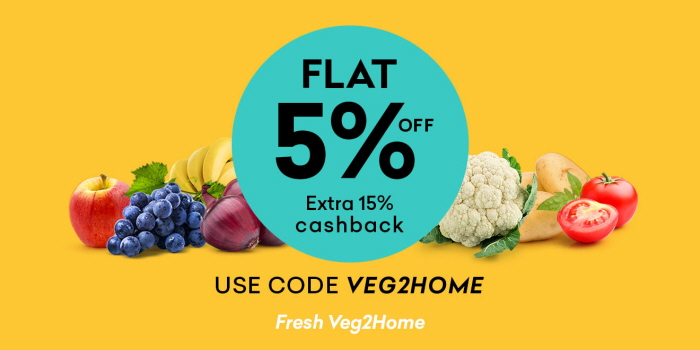 FLAT
5% OFF
Extra 15%
cashback
USE CODE VEG2HOME
Fresh Veg2Home